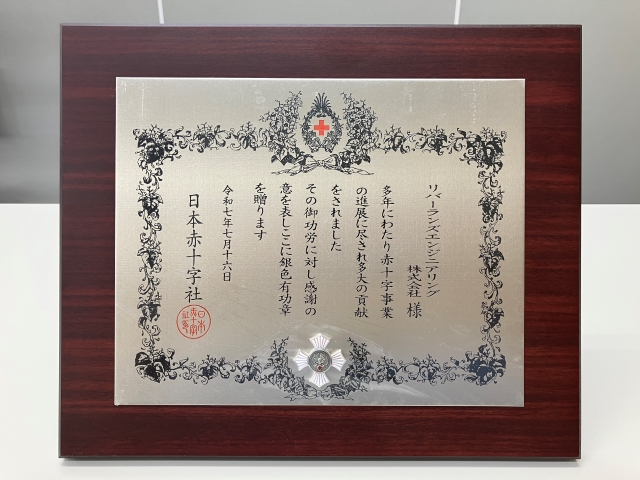 リバーランズエンジニアリング
株式会社 様
多年にわたり赤十字事業
の進展に尽され多大の貢献
をされました
その御功労に対し感謝の
意を表しここに銀色有功章
を贈ります
令和七年七月十六日
日本赤十字社